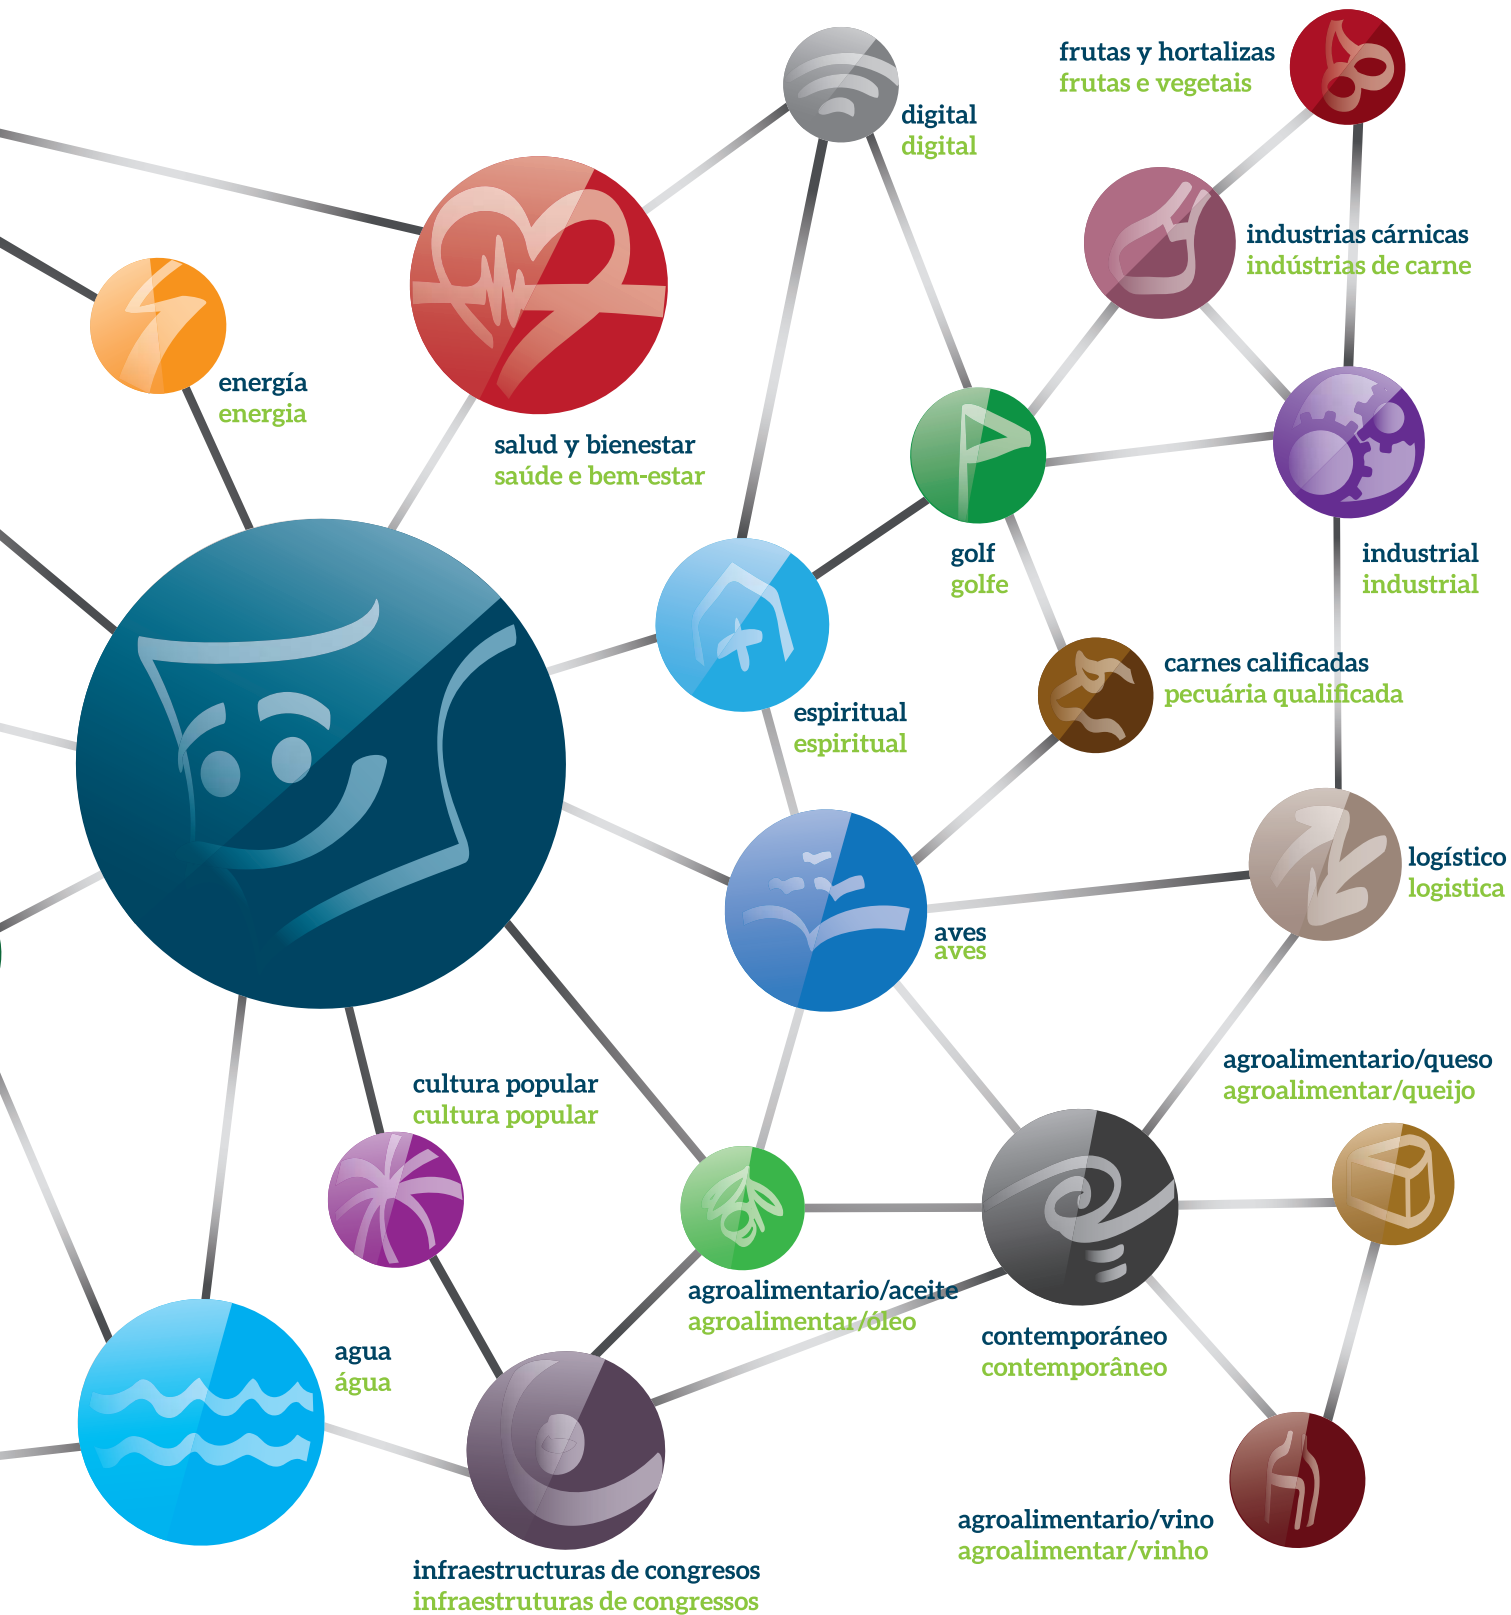 frutas y hortalizas
frutas e vegetais
digital
digital
industrias cárnicas
indústrias de carne
energía
energia
salud y bienestar
saúde e bem-estar
golf
golfe
industrial
industrial
carnes calificadas
pecuária qualificada
espiritual
espiritual
logístico
logistica
aves
aves
cultura popular
cultura popular
agroalimentario/queso
agroalimentar/queijo
agroalimentario/aceite
agroalimentar/óleo
contemporáneo
contemporâneo
agua
água
agroalimentario/vino
agroalimentar/vinho
infraestructuras de congresos
infraestruturas de congressos